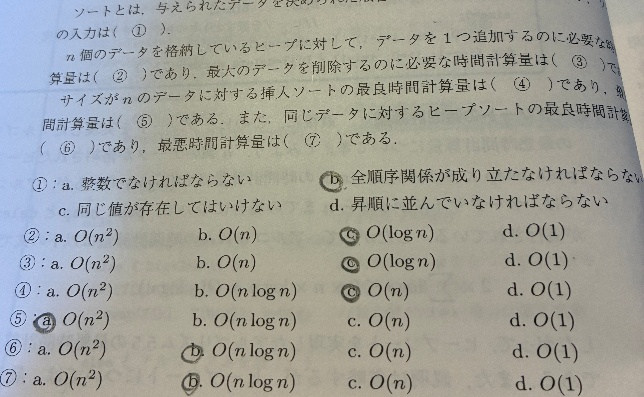 ソートとは，与えられたデータを決められた
の入力は( ① )．
n 個のデータを格納しているヒープに対して，データを1つ追加するのに必要な時
算量は( ② )であり，最大のデータを削除するのに必要な時間計算量は( ③ )で
サイズが n のデータに対する挿入ソートの最良時間計算量は( ④ )であり，
間計算量は( ⑤ )である．また，同じデータに対するヒープソートの最良時間計算
( ⑥ )であり，最悪時間計算量は( ⑦ )である．
①：a. 整数でなければならない b. 全順序関係が成り立たなければならな
c. 同じ値が存在してはいけない d. 昇順に並んでいなければならない
②：a. O(n²) b. O(n) c. O(log n) d. O(1)
③：a. O(n²) b. O(n) c. O(log n) d. O(1)
④：a. O(n²) b. O(n log n) c. O(n) d. O(1)
⑤：a. O(n²) b. O(n log n) c. O(n) d. O(1)
⑥：a. O(n²) b. O(n log n) c. O(n) d. O(1)
⑦：a. O(n²) b. O(n log n) c. O(n) d. O(1)